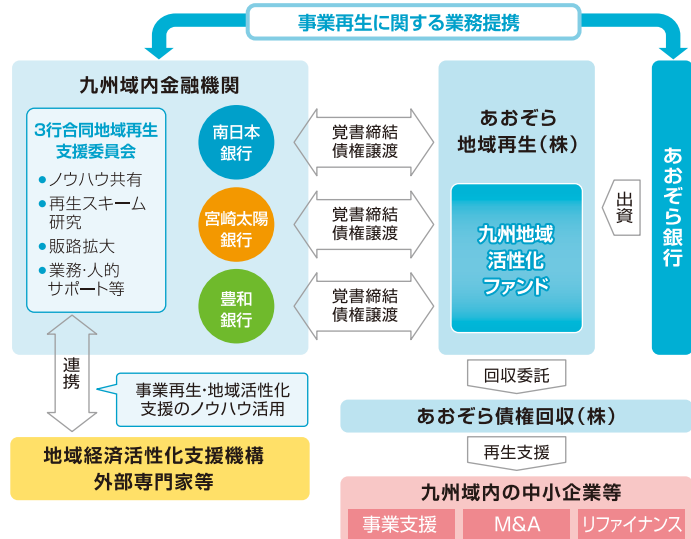 事業再生に関する業務提携
九州域内金融機関
3行合同地域再生
支援委員会
●ノウハウ共有
●再生スキーム
研究
●販路拡大
●業務・人的
サポート等
南日本
銀行
宮崎太陽
銀行
豊和
銀行
覚書締結
債権譲渡
覚書締結
債権譲渡
覚書締結
債権譲渡
あおぞら
地域再生(株)
九州地域
活性化
ファンド
出資
あおぞら銀行
連携
事業再生・地域活性化
支援のノウハウ活用
地域経済活性化支援機構
外部専門家等
回収委託
あおぞら債権回収(株)
再生支援
九州域内の中小企業等
事業支援
M&A
リファイナンス